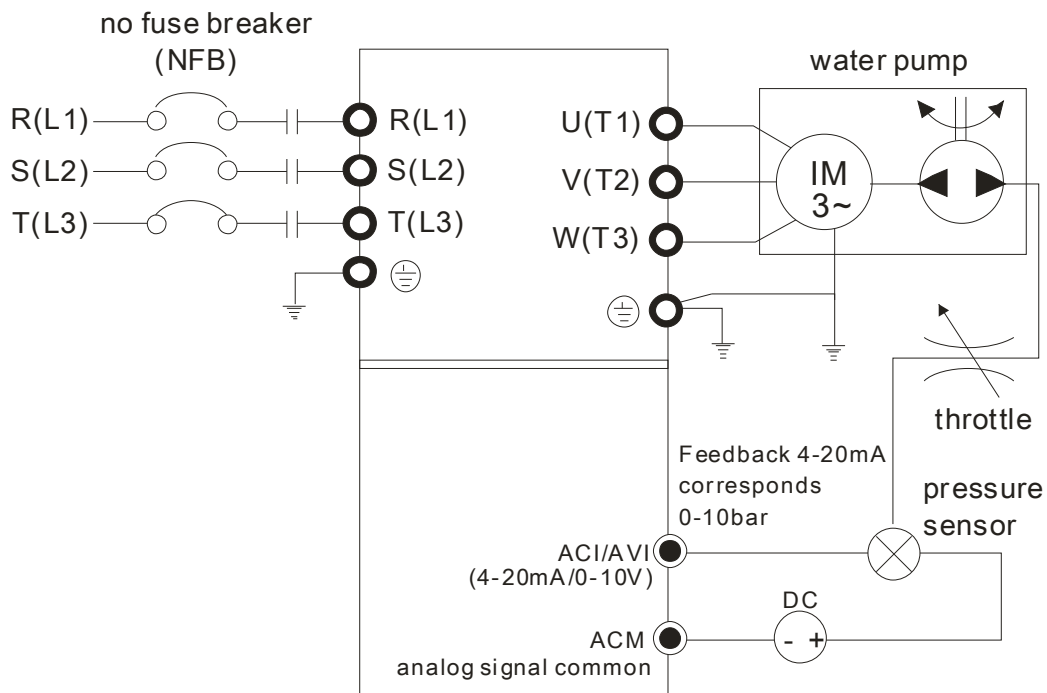 no fuse breaker
(NFB)
water pump
R(L1)
R(L1)
U(T1)
S(L2)
S(L2)
V(T2)
IM
3~
T(L3)
T(L3)
W(T3)
throttle
Feedback 4-20mA
corresponds
0-10bar
pressure
sensor
ACI/AVI
(4-20mA/0-10V)
DC
- +
ACM
analog signal common